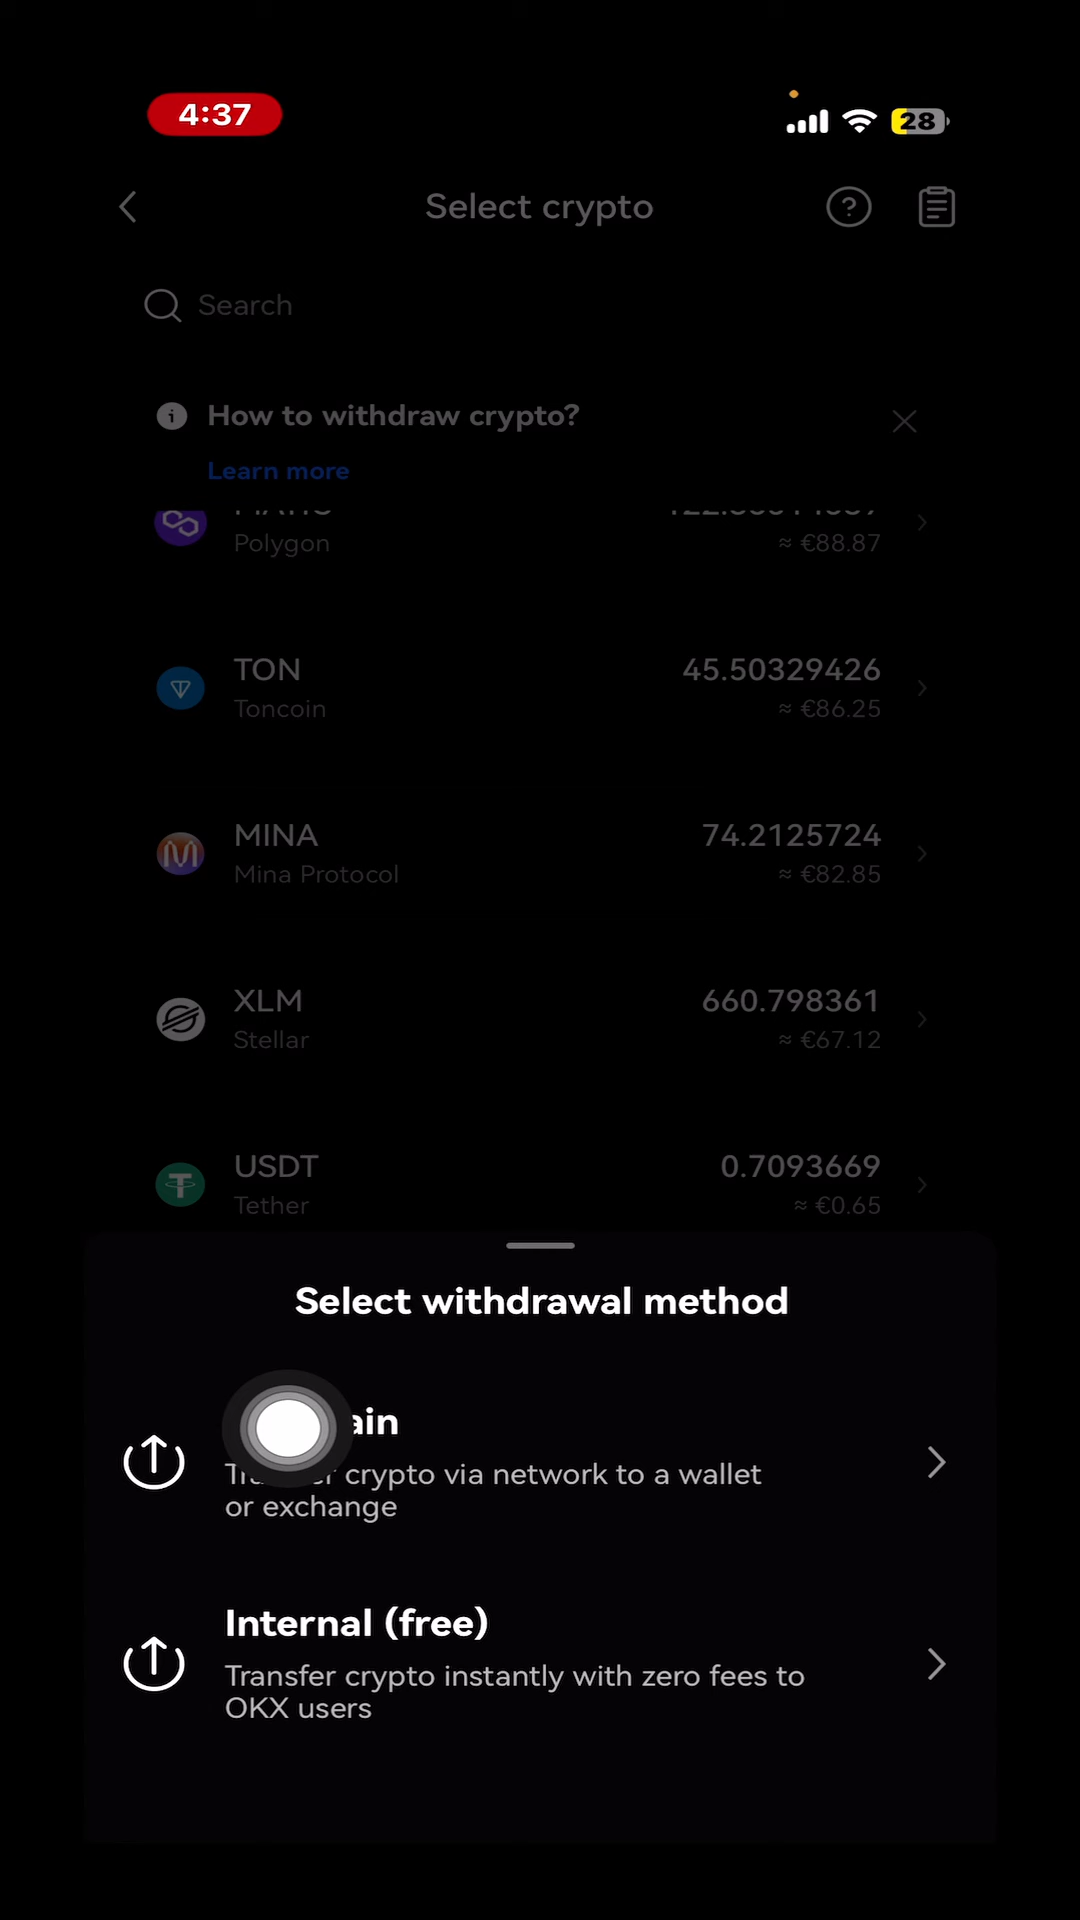 4:37
28
Select crypto
Search
How to withdraw crypto?
Learn more
Polygon
≈ €88.87
TON
45.50329426
Toncoin
≈ €86.25
MINA
74.2125724
Mina Protocol
≈ €82.85
XLM
660.798361
Stellar
≈ €67.12
USDT
0.7093669
Tether
≈ €0.65
Select withdrawal method
crypto via network to a wallet
or exchange
Internal (free)
Transfer crypto instantly with zero fees to
OKX users